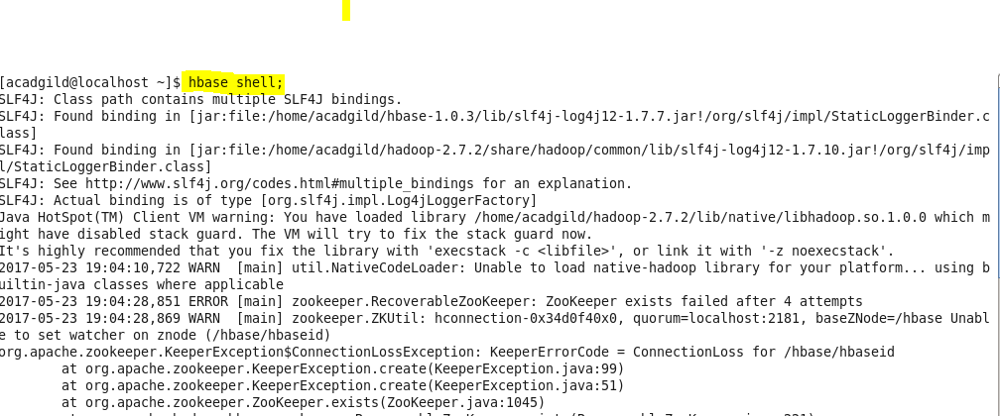 [acadgild@localhost ~]$ hbase shell;
SLF4J: Class path contains multiple SLF4J bindings.
SLF4J: Found binding in [jar:file:/home/acadgild/hbase-1.0.3/lib/slf4j-log4j12-1.7.7.jar!/org/slf4j/impl/StaticLoggerBinder.c
lass]
SLF4J: Found binding in [jar:file:/home/acadgild/hadoop-2.7.2/share/hadoop/common/lib/slf4j-log4j12-1.7.10.jar!/org/slf4j/imp
l/StaticLoggerBinder.class]
SLF4J: See http://www.slf4j.org/codes.html#multiple_bindings for an explanation.
SLF4J: Actual binding is of type [org.slf4j.impl.Log4jLoggerFactory]
Java HotSpot(TM) Client VM warning: You have loaded library /home/acadgild/hadoop-2.7.2/lib/native/libhadoop.so.1.0.0 which m
ight have disabled stack guard. The VM will try to fix the stack guard now.
It's highly recommended that you fix the library with 'execstack -c <libfile>', or link it with '-z noexecstack'.
2017-05-23 19:04:10,722 WARN  [main] util.NativeCodeLoader: Unable to load native-hadoop library for your platform... using b
uiltin-java classes where applicable
2017-05-23 19:04:28,851 ERROR [main] zookeeper.RecoverableZooKeeper: ZooKeeper exists failed after 4 attempts
2017-05-23 19:04:28,869 WARN  [main] zookeeper.ZKUtil: hconnection-0x34d0f40x0, quorum=localhost:2181, baseZNode=/hbase Unabl
e to set watcher on znode (/hbase/hbaseid)
org.apache.zookeeper.KeeperException$ConnectionLossException: KeeperErrorCode = ConnectionLoss for /hbase/hbaseid
        at org.apache.zookeeper.KeeperException.create(KeeperException.java:99)
        at org.apache.zookeeper.KeeperException.create(KeeperException.java:51)
        at org.apache.zookeeper.ZooKeeper.exists(ZooKeeper.java:1045)